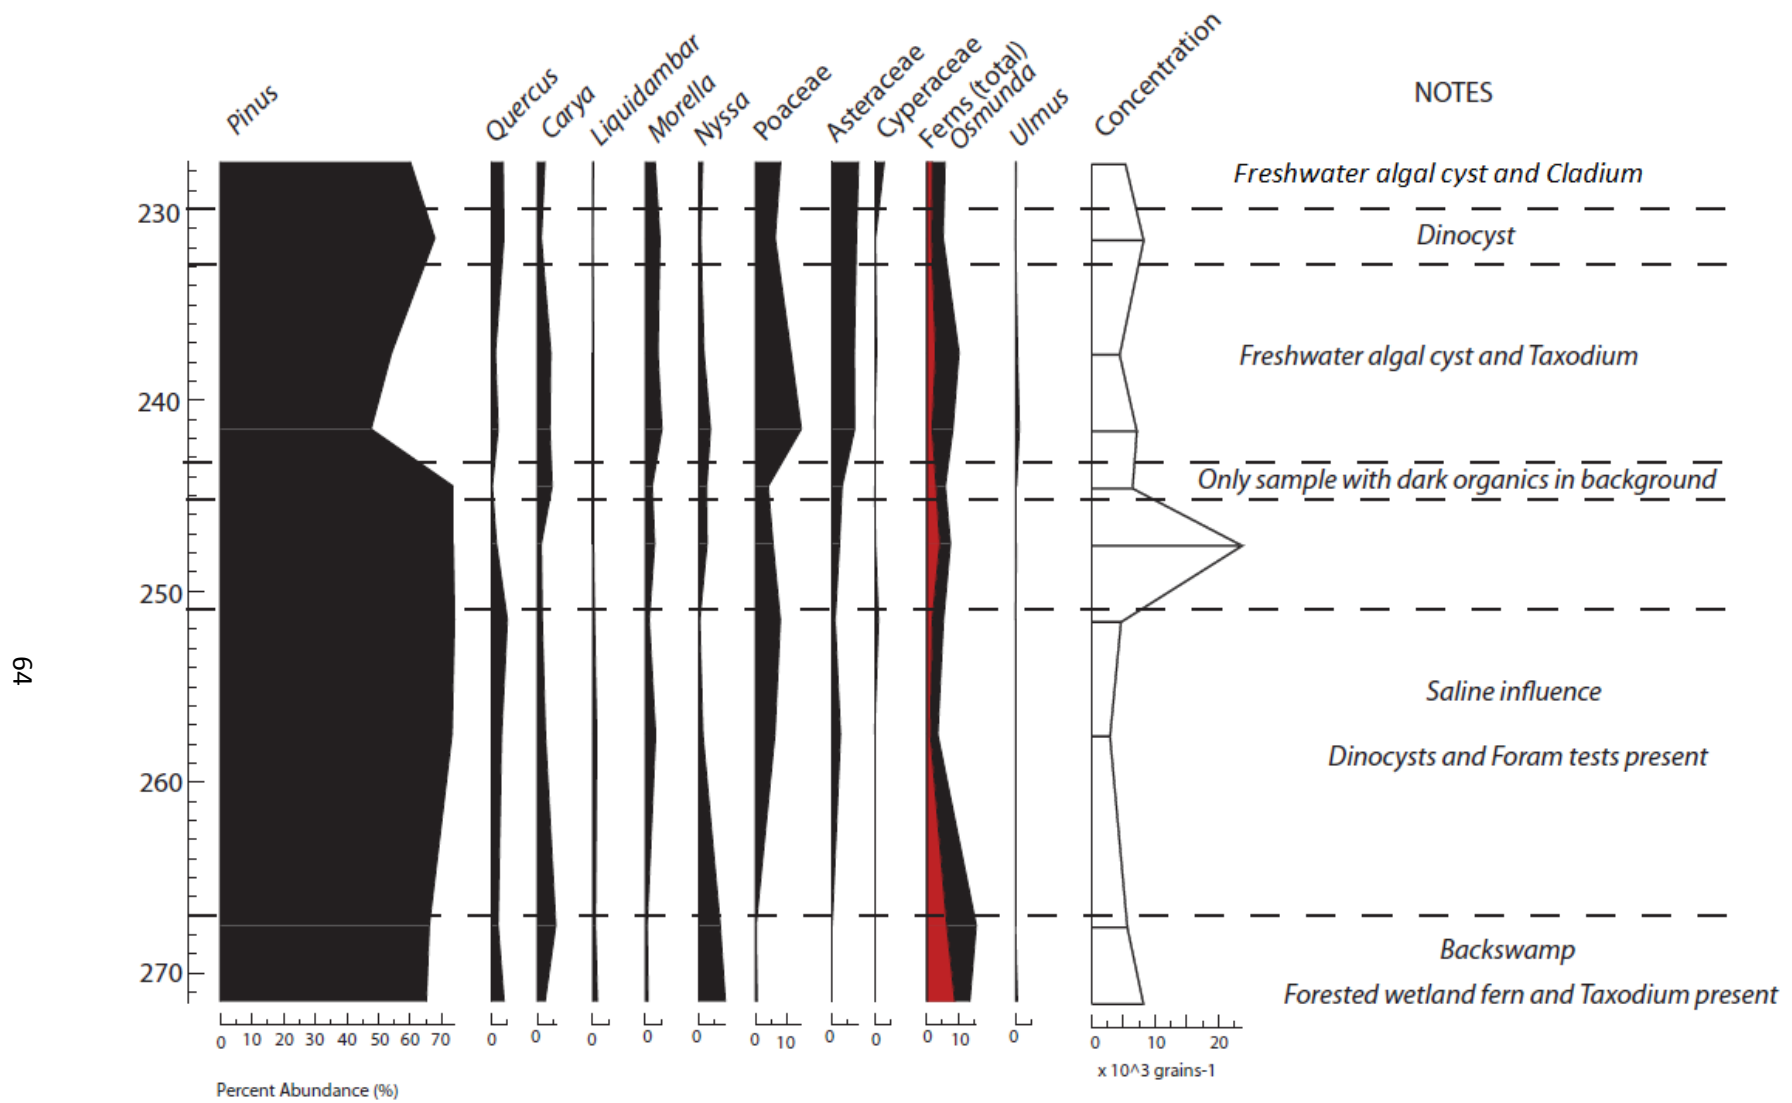 Pinus
Quercus
Carya
Liquidambar
Morella
Nyssa
Poaceae
Asteraceae
Cyperaceae
Ferns (total)
Osmunda
Ulmus
Concentration
NOTES
Freshwater algal cyst and Cladium
230
Dinocyst
Freshwater algal cyst and Taxodium
240
Only sample with dark organics in background
250
Saline influence
64
Dinocysts and Foram tests present
260
Backswamp
270
Forested wetland fern and Taxodium present
0 10 20 30 40 50 60 70 0 0 0 0 0 0 10 0 0 0 10 0 0 10 20
x 10^3 grains-1
Percent Abundance (%)